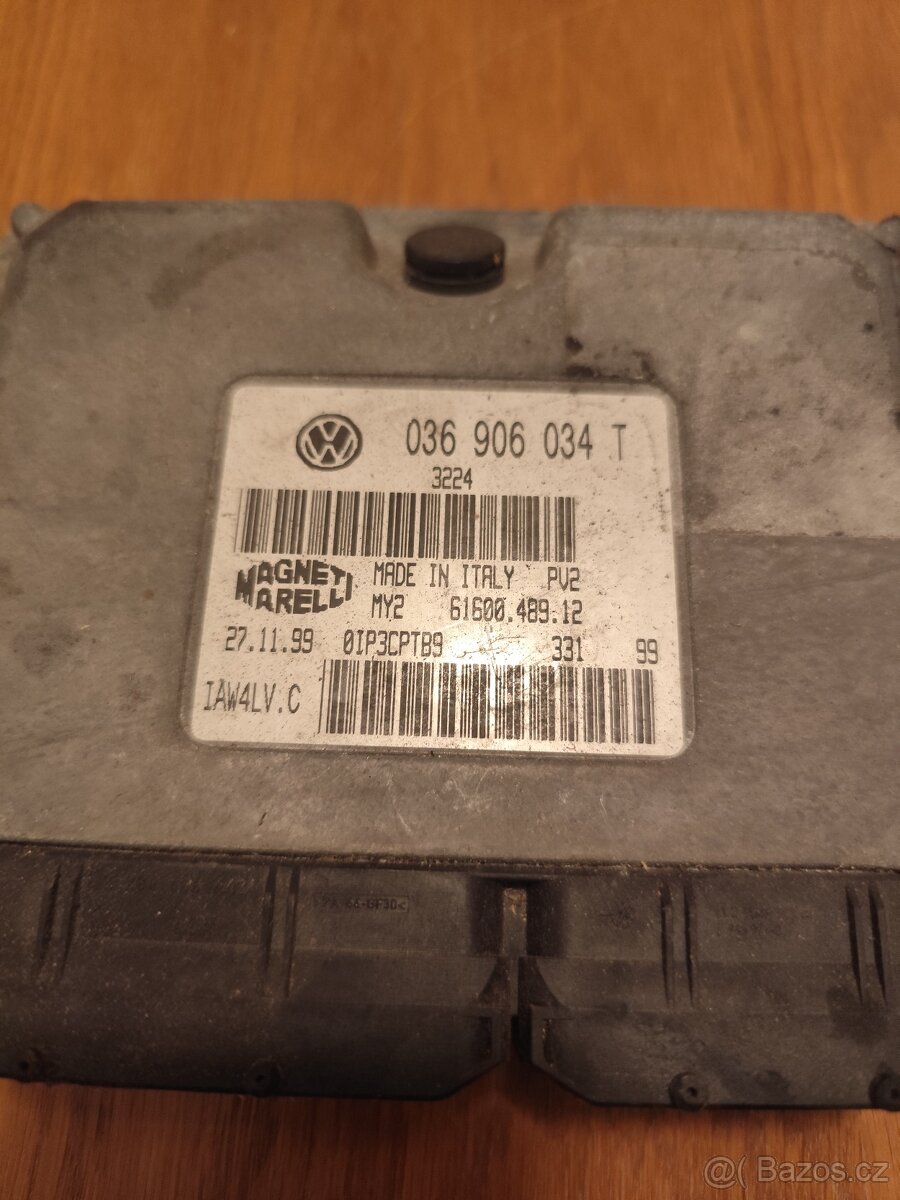 036 906 034 T
3224
MAGNETI MARELLI
MADE IN ITALY PV2
MY2 61600.489.12
27.11.99 0IP3CPTB9 331 99
IAW4LV.C
Bazos.cz